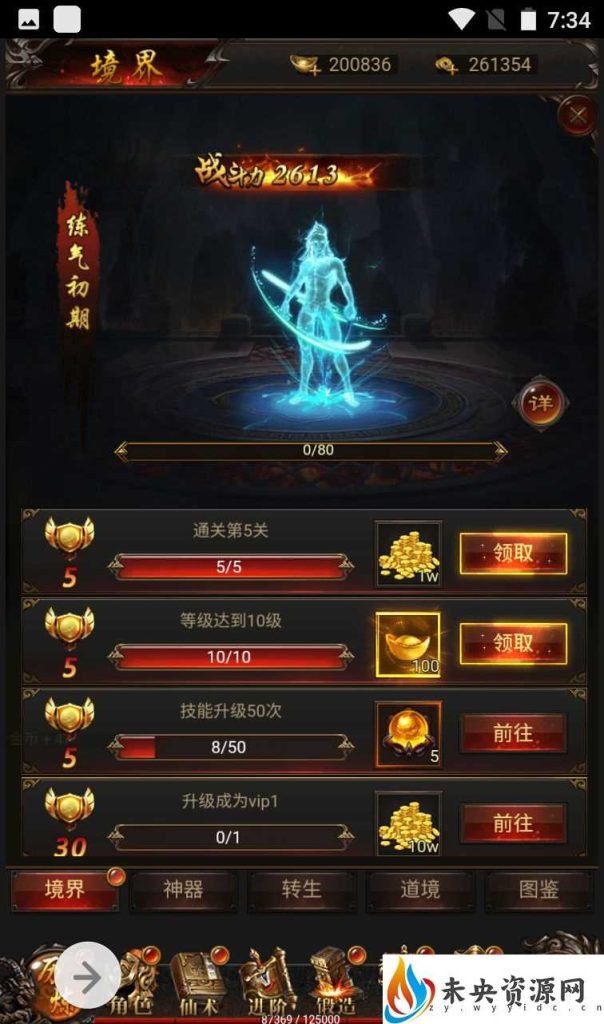 7:34
境界
200836
261354
战斗力 2613
练气初期
详
0/80
通关第5关
5
5/5
1w
领取
等级达到10级
5
10/10
100
领取
技能升级50次
5
8/50
5
前往
升级成为vip1
30
0/1
10w
前往
境界
神器
转生
道境
图鉴
角色
仙术
进阶
锻造
87369 / 125000
未央资源网
zy.wyyidc.cn